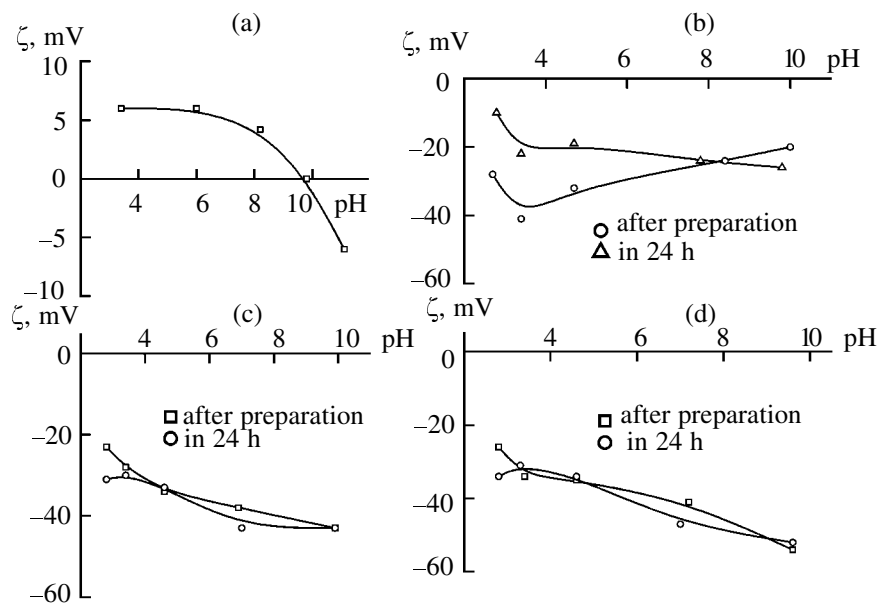 (a)
ζ, mV
10
5
0
–5
–10
4 6 8 10 pH
(b)
ζ, mV
4 6 8 10 pH
0
–20
–40
–60
after preparation
in 24 h
(c)
ζ, mV
2 4 6 8 10 pH
0
–20
–40
–60
after preparation
in 24 h
(d)
ζ, mV
4 6 8 10 pH
0
–20
–40
–60
after preparation
in 24 h